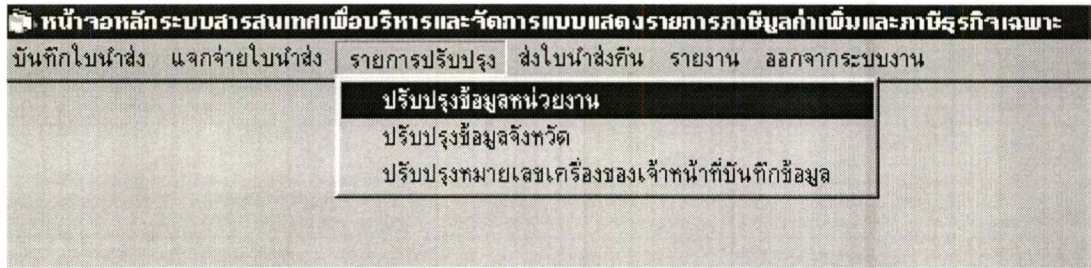 หน้าจอหลักระบบสารสนเทศเพื่อบริหารและจัดการแบบแสดงรายการภาษีมูลค่าเพิ่มและภาษีธุรกิจเฉพาะ
บันทึกใบนำส่ง แจกจ่ายใบนำส่ง รายการปรับปรุง ส่งใบนำส่งคืน รายงาน ออกจากระบบงาน
ปรับปรุงข้อมูลหน่วยงาน
ปรับปรุงข้อมูลจังหวัด
ปรับปรุงหมายเลขเครื่องของเจ้าหน้าที่บันทึกข้อมูล